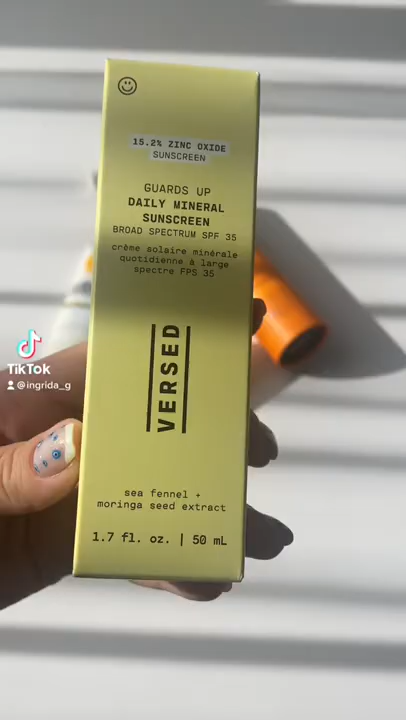 15.2% ZINC OXIDE
SUNSCREEN
GUARDS UP
DAILY MINERAL
SUNSCREEN
BROAD SPECTRUM SPF 35
crème solaire minérale
quotidienne à large
spectre FPS 35
VERSED
TikTok
@ingrida_g
sea fennel +
moringa seed extract
1.7 fl. oz. | 50 mL